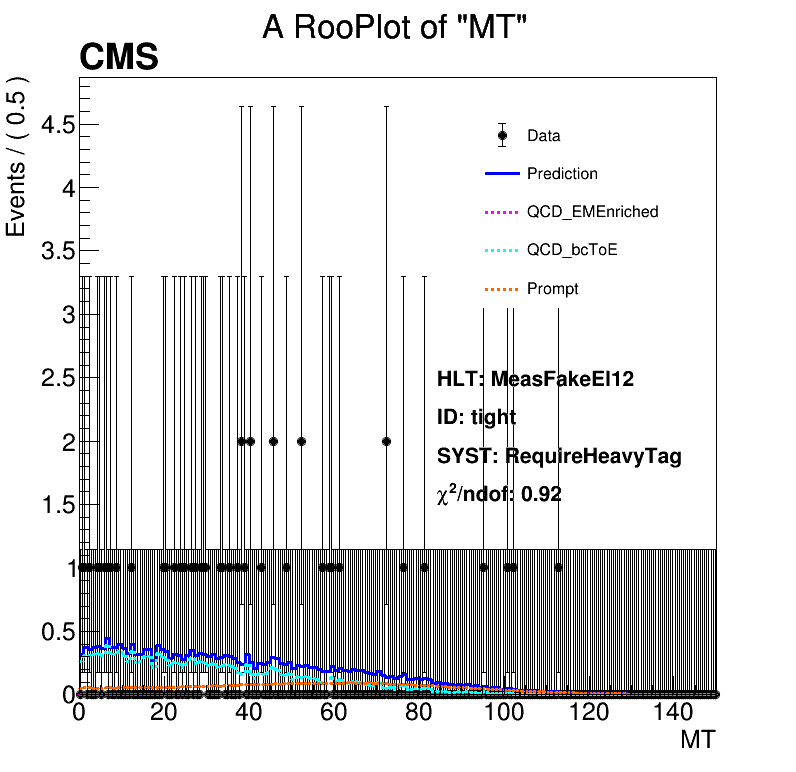 A RooPlot of "MT"
CMS
Events / ( 0.5 )
4.5
4
3.5
3
2.5
2
1.5
1
0.5
0
Data
Prediction
QCD_EMEnriched
QCD_bcToE
Prompt
HLT: MeasFakeEl12
ID: tight
SYST: RequireHeavyTag
χ²/ndof: 0.92
0 20 40 60 80 100 120 140
MT